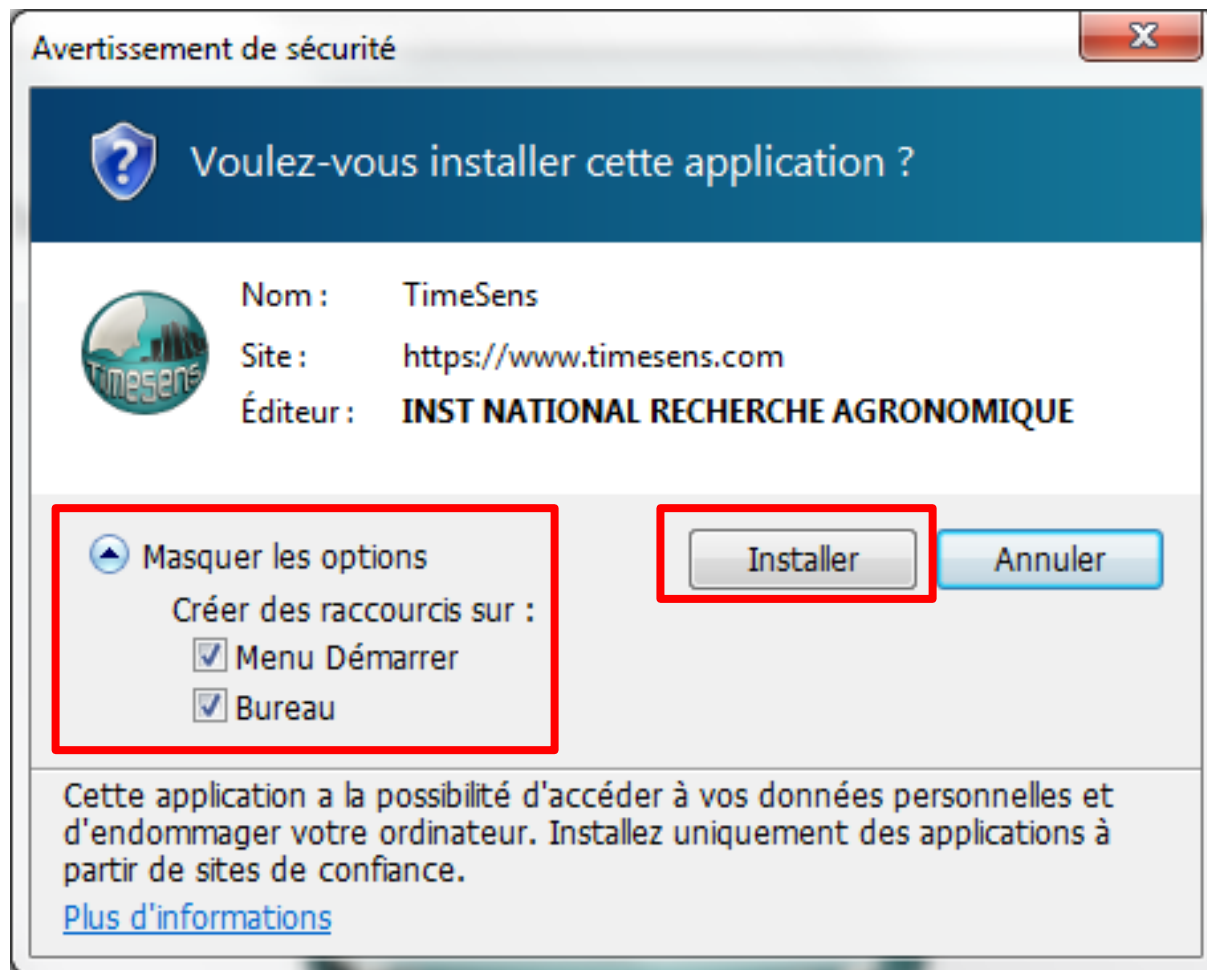 Avertissement de sécurité
Voulez-vous installer cette application ?
Nom : TimeSens
Site : https://www.timesens.com
Éditeur : INST NATIONAL RECHERCHE AGRONOMIQUE
Timesens
Masquer les options
Installer
Annuler
Créer des raccourcis sur :
Menu Démarrer
Bureau
Cette application a la possibilité d'accéder à vos données personnelles et
d'endommager votre ordinateur. Installez uniquement des applications à
partir de sites de confiance.
Plus d'informations